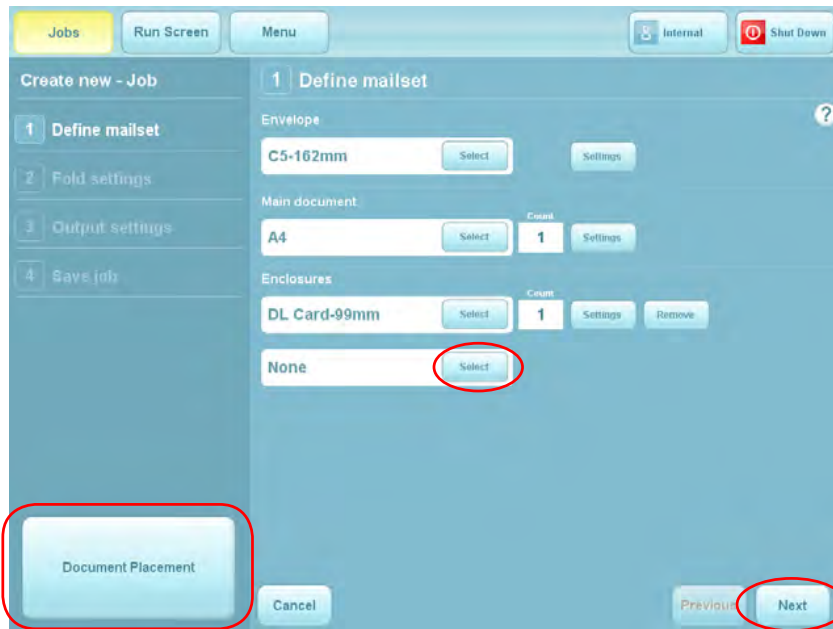 Jobs Run Screen Menu Internal Shut Down
Create new - Job
1 Define mailset
2 Fold settings
3 Output settings
4 Save job
Document Placement
1 Define mailset
?
Envelope
C5-162mm Select Settings
Main document
Count
A4 Select 1 Settings
Enclosures
Count
DL Card-99mm Select 1 Settings Remove
None Select
Cancel Previous Next